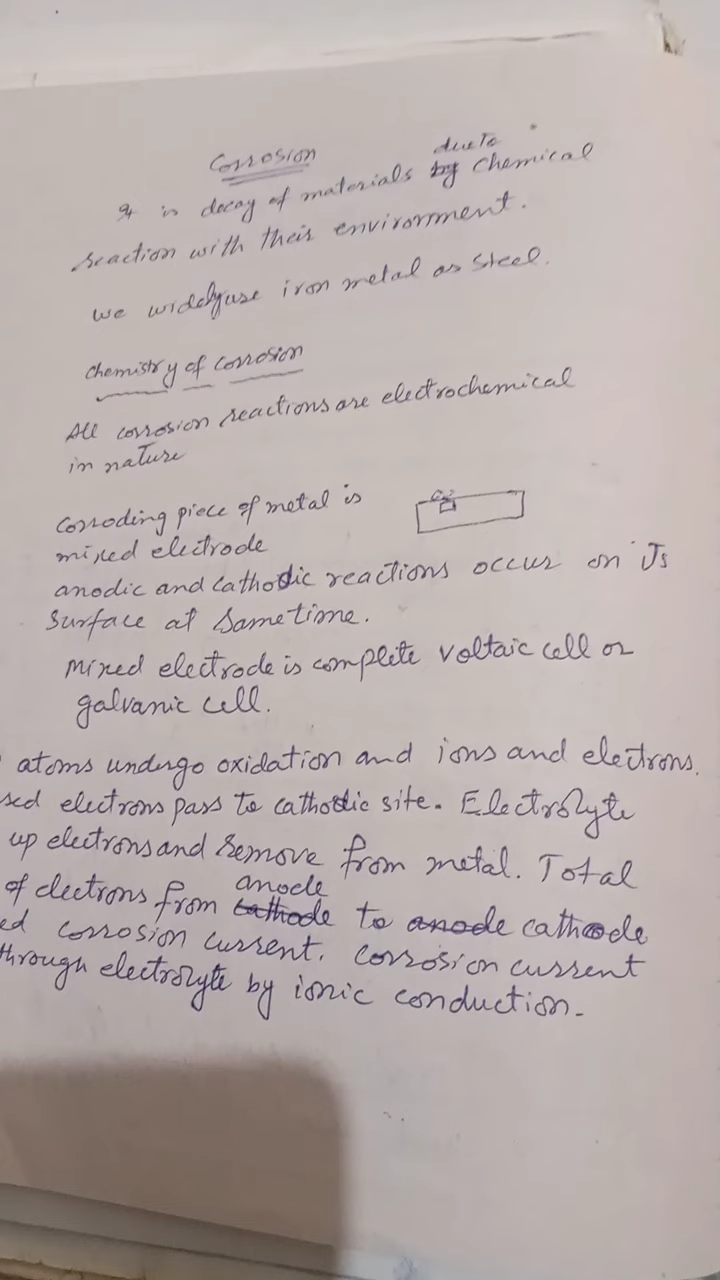 Corrosion
It is decay of materials due to chemical
reaction with their environment.
we widely use iron metal as steel.
Chemistry of corrosion
All corrosion reactions are electrochemical
in nature
Corroding piece of metal is
mixed electrode
anodic and cathodic reactions occur on its
surface at same time.
mixed electrode is complete voltaic cell or
galvanic cell.
atoms undergo oxidation and ions and electrons.
sed electrons pass to cathodic site. Electrolyte
up electrons and remove from metal. Total
of electrons from anode to cathode
ed corrosion current. Corrosion current
through electrolyte by ionic conduction.